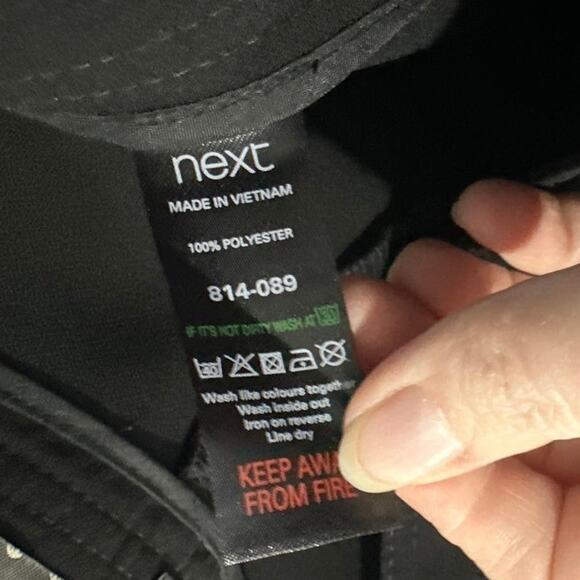 next
MADE IN VIETNAM
100% POLYESTER
814-089
IF IT'S NOT DIRTY WASH AT 30
40
Wash like colours together
Wash inside out
Iron on reverse
Line dry
KEEP AWA
FROM FIRE